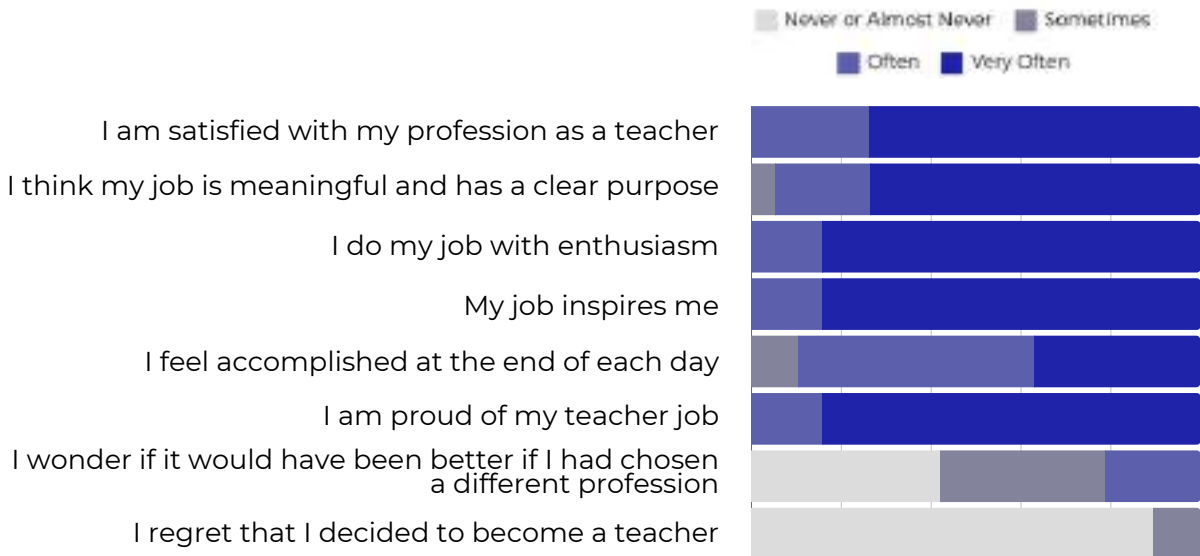 Never or Almost Never Sometimes
Often Very Often
I am satisfied with my profession as a teacher
I think my job is meaningful and has a clear purpose
I do my job with enthusiasm
My job inspires me
I feel accomplished at the end of each day
I am proud of my teacher job
I wonder if it would have been better if I had chosen
a different profession
I regret that I decided to become a teacher